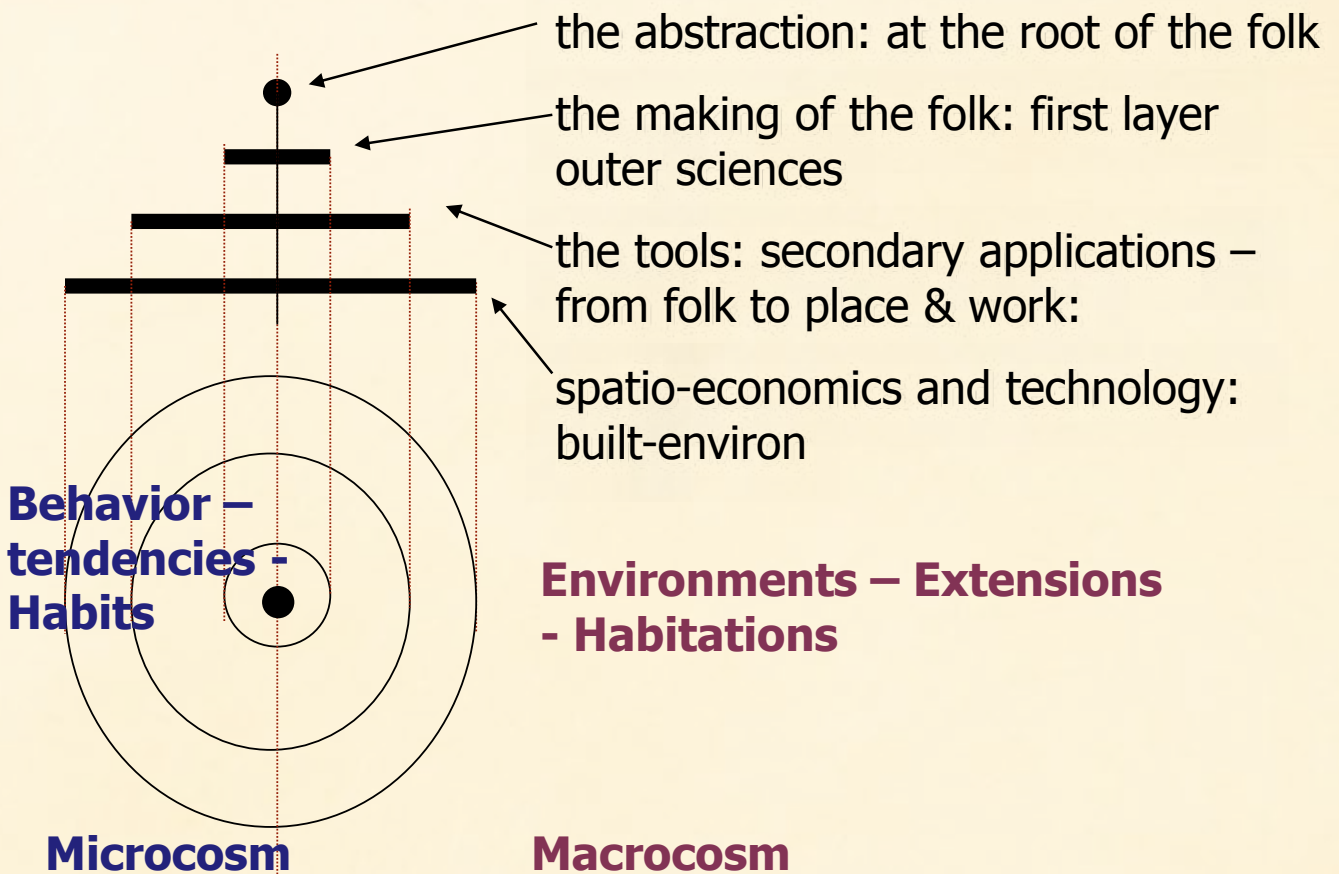 the abstraction: at the root of the folk
the making of the folk: first layer
outer sciences
the tools: secondary applications –
from folk to place & work:
spatio-economics and technology:
built-environ
Behavior –
tendencies -
Habits
Environments – Extensions
- Habitations
Microcosm
Macrocosm